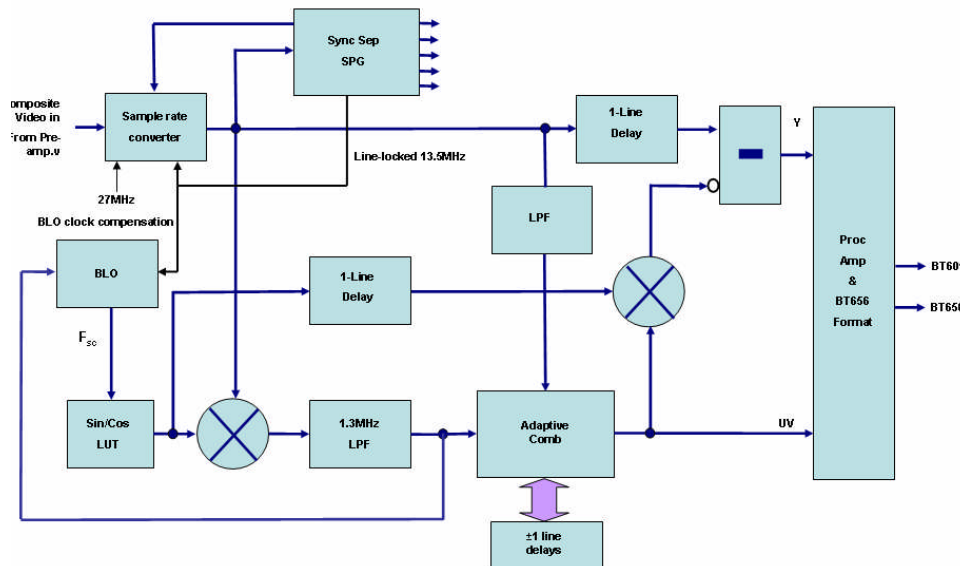 Sync Sep
SPG
omposite
Video in
From Pre-
amp.v
Sample rate
converter
1-Line
Delay
Y
Line-locked 13.5MHz
27MHz
BLO clock compensation
LPF
BLO
1-Line
Delay
Proc
Amp
&
BT656
Format
BT60
BT656
Fsc
Sin/Cos
LUT
1.3MHz
LPF
Adaptive
Comb
UV
±1 line
delays